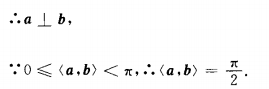 ∴a ⊥ b,
∵0 ≤ ⟨a,b⟩ < π,∴⟨a,b⟩ = π/2.